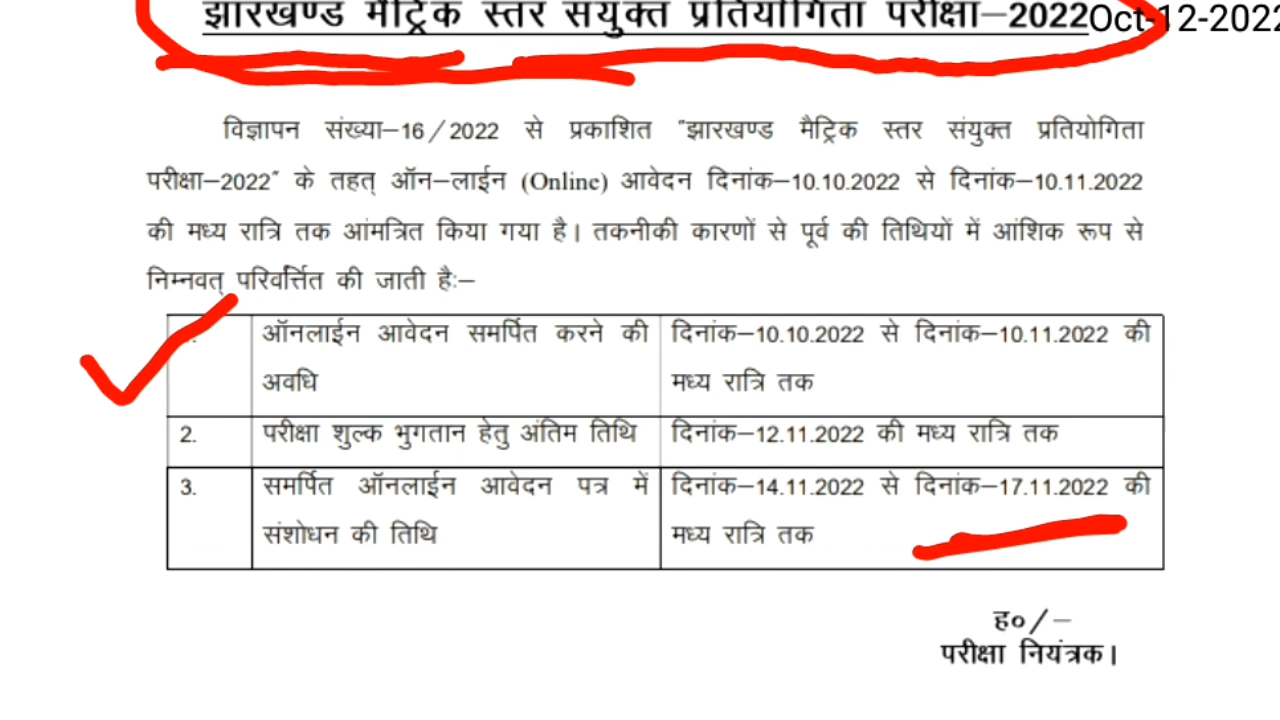 झारखण्ड मैट्रिक स्तर संयुक्त प्रतियोगिता परीक्षा–2022
Oct-12-2022
विज्ञापन संख्या–16/2022 से प्रकाशित "झारखण्ड मैट्रिक स्तर संयुक्त प्रतियोगिता
परीक्षा–2022" के तहत् ऑन–लाईन (Online) आवेदन दिनांक–10.10.2022 से दिनांक–10.11.2022
की मध्य रात्रि तक आंमत्रित किया गया है। तकनीकी कारणों से पूर्व की तिथियों में आंशिक रूप से
निम्नवत् परिवर्त्तित की जाती हैः–
ऑनलाईन आवेदन समर्पित करने की
अवधि
दिनांक–10.10.2022 से दिनांक–10.11.2022 की
मध्य रात्रि तक
2. परीक्षा शुल्क भुगतान हेतु अंतिम तिथि दिनांक–12.11.2022 की मध्य रात्रि तक
3. समर्पित ऑनलाईन आवेदन पत्र में
संशोधन की तिथि
दिनांक–14.11.2022 से दिनांक–17.11.2022 की
मध्य रात्रि तक
ह०/–
परीक्षा नियंत्रक।